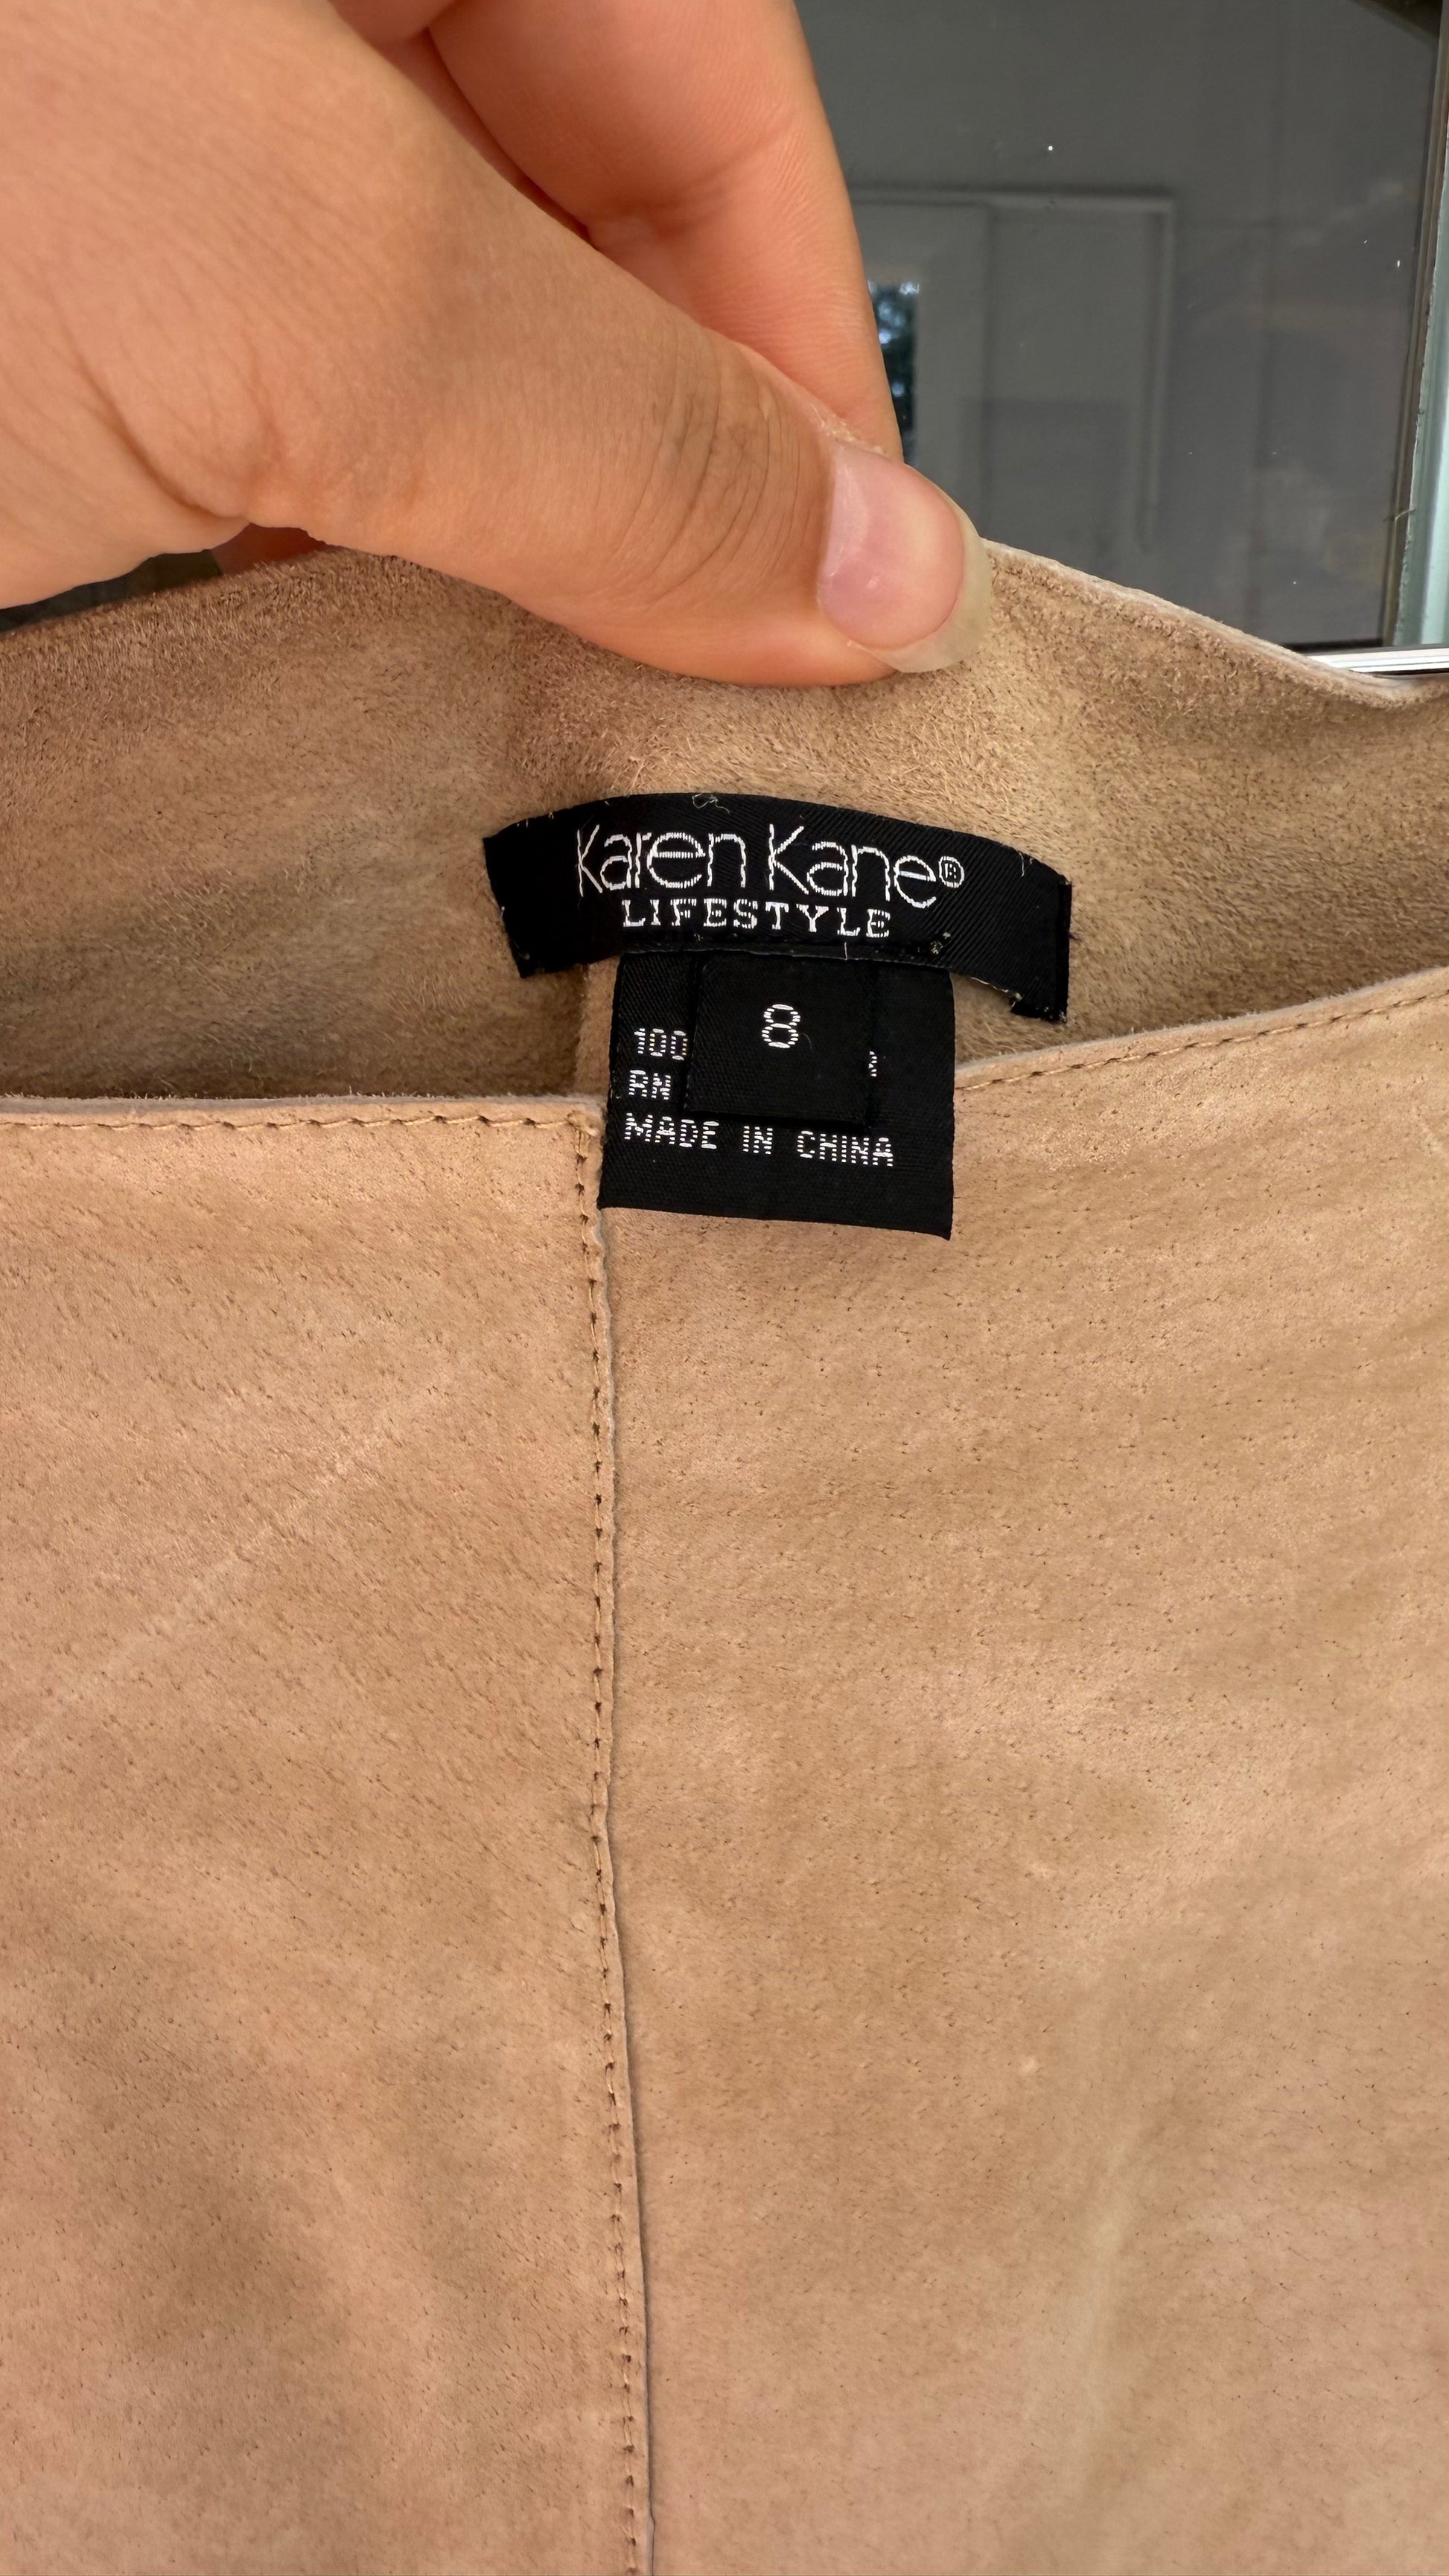 Karen Kane®
LIFESTYLE
8
100
RN
MADE IN CHINA